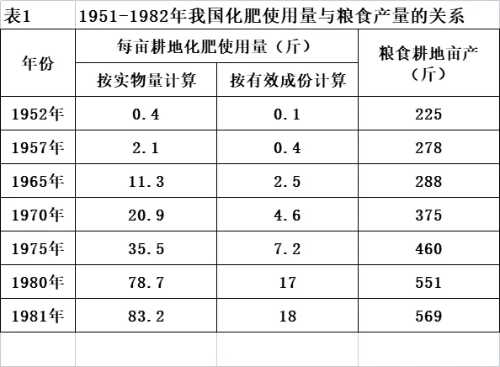 表1 1951-1982年我国化肥使用量与粮食产量的关系
年份 每亩耕地化肥使用量（斤） 粮食耕地亩产（斤）
按实物量计算 按有效成份计算
1952年 0.4 0.1 225
1957年 2.1 0.4 278
1965年 11.3 2.5 288
1970年 20.9 4.6 375
1975年 35.5 7.2 460
1980年 78.7 17 551
1981年 83.2 18 569